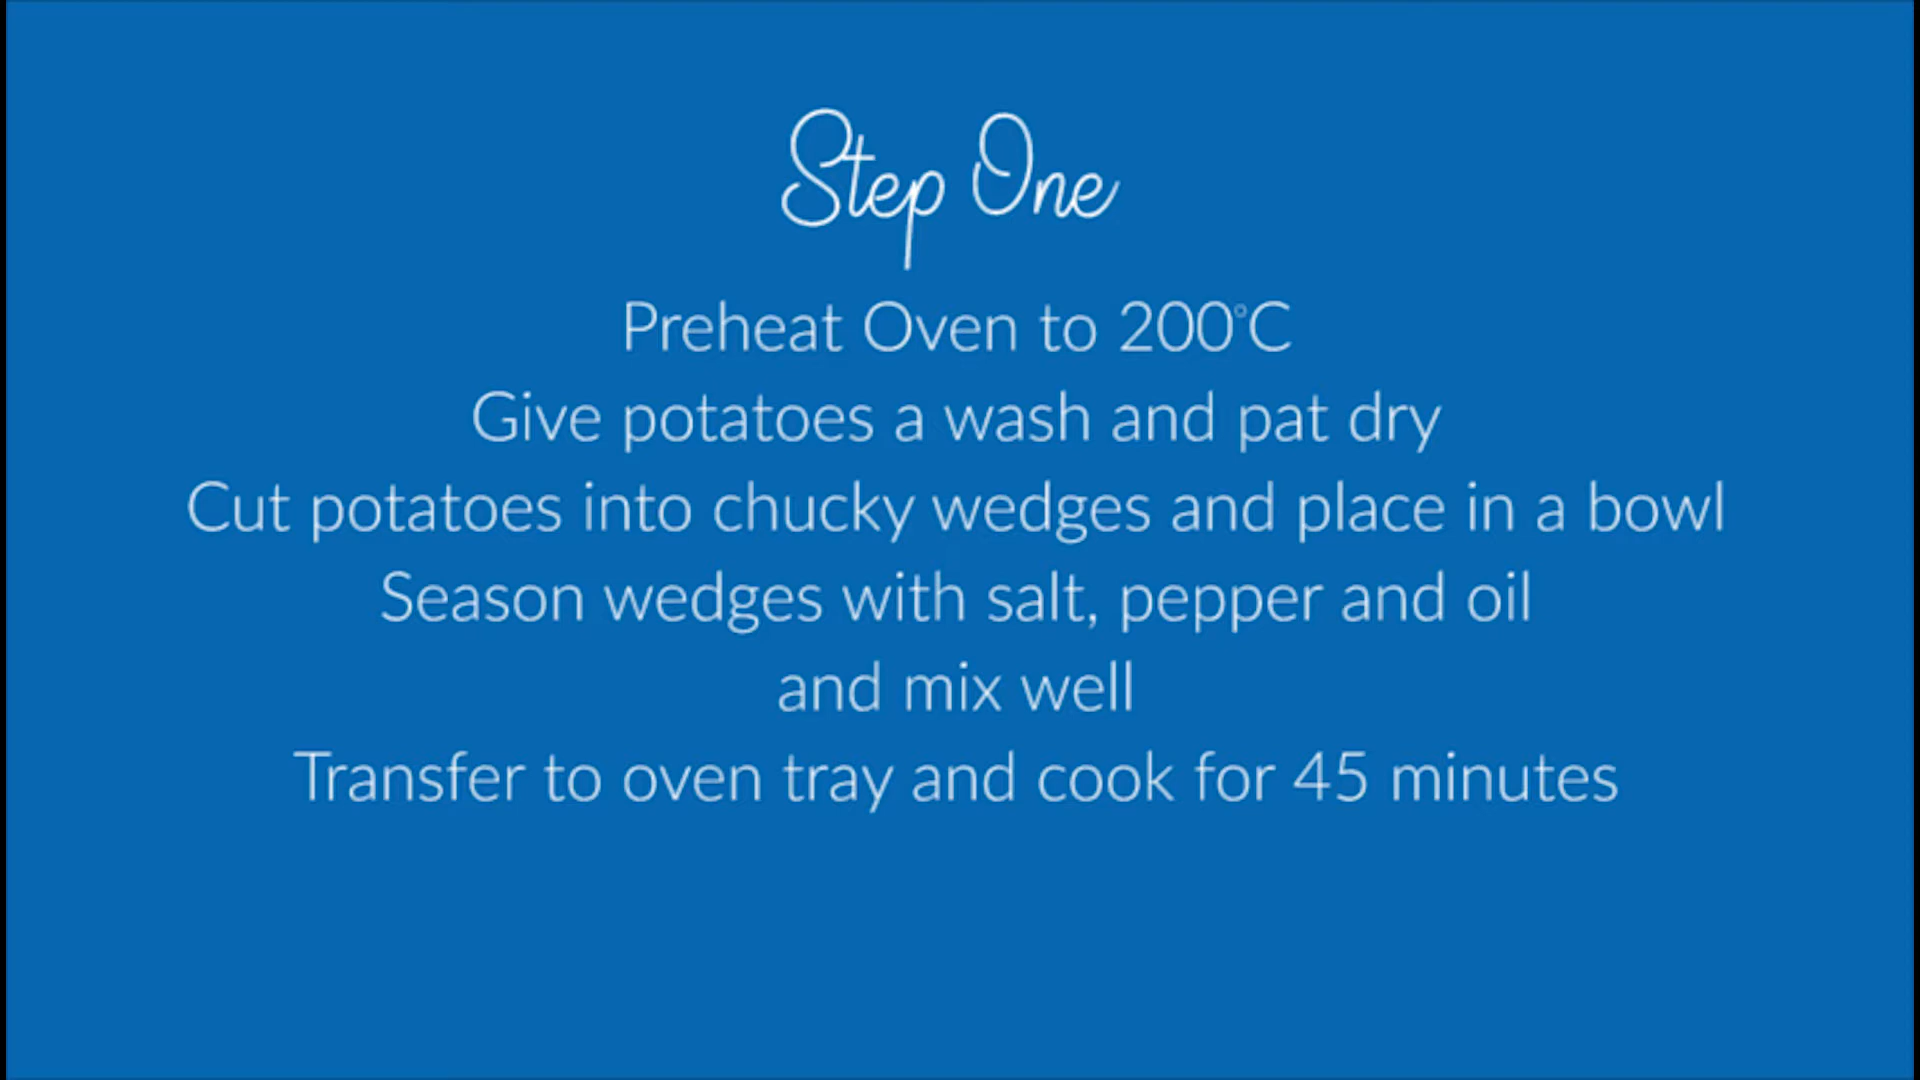 Step One
Preheat Oven to 200°C
Give potatoes a wash and pat dry
Cut potatoes into chucky wedges and place in a bowl
Season wedges with salt, pepper and oil
and mix well
Transfer to oven tray and cook for 45 minutes